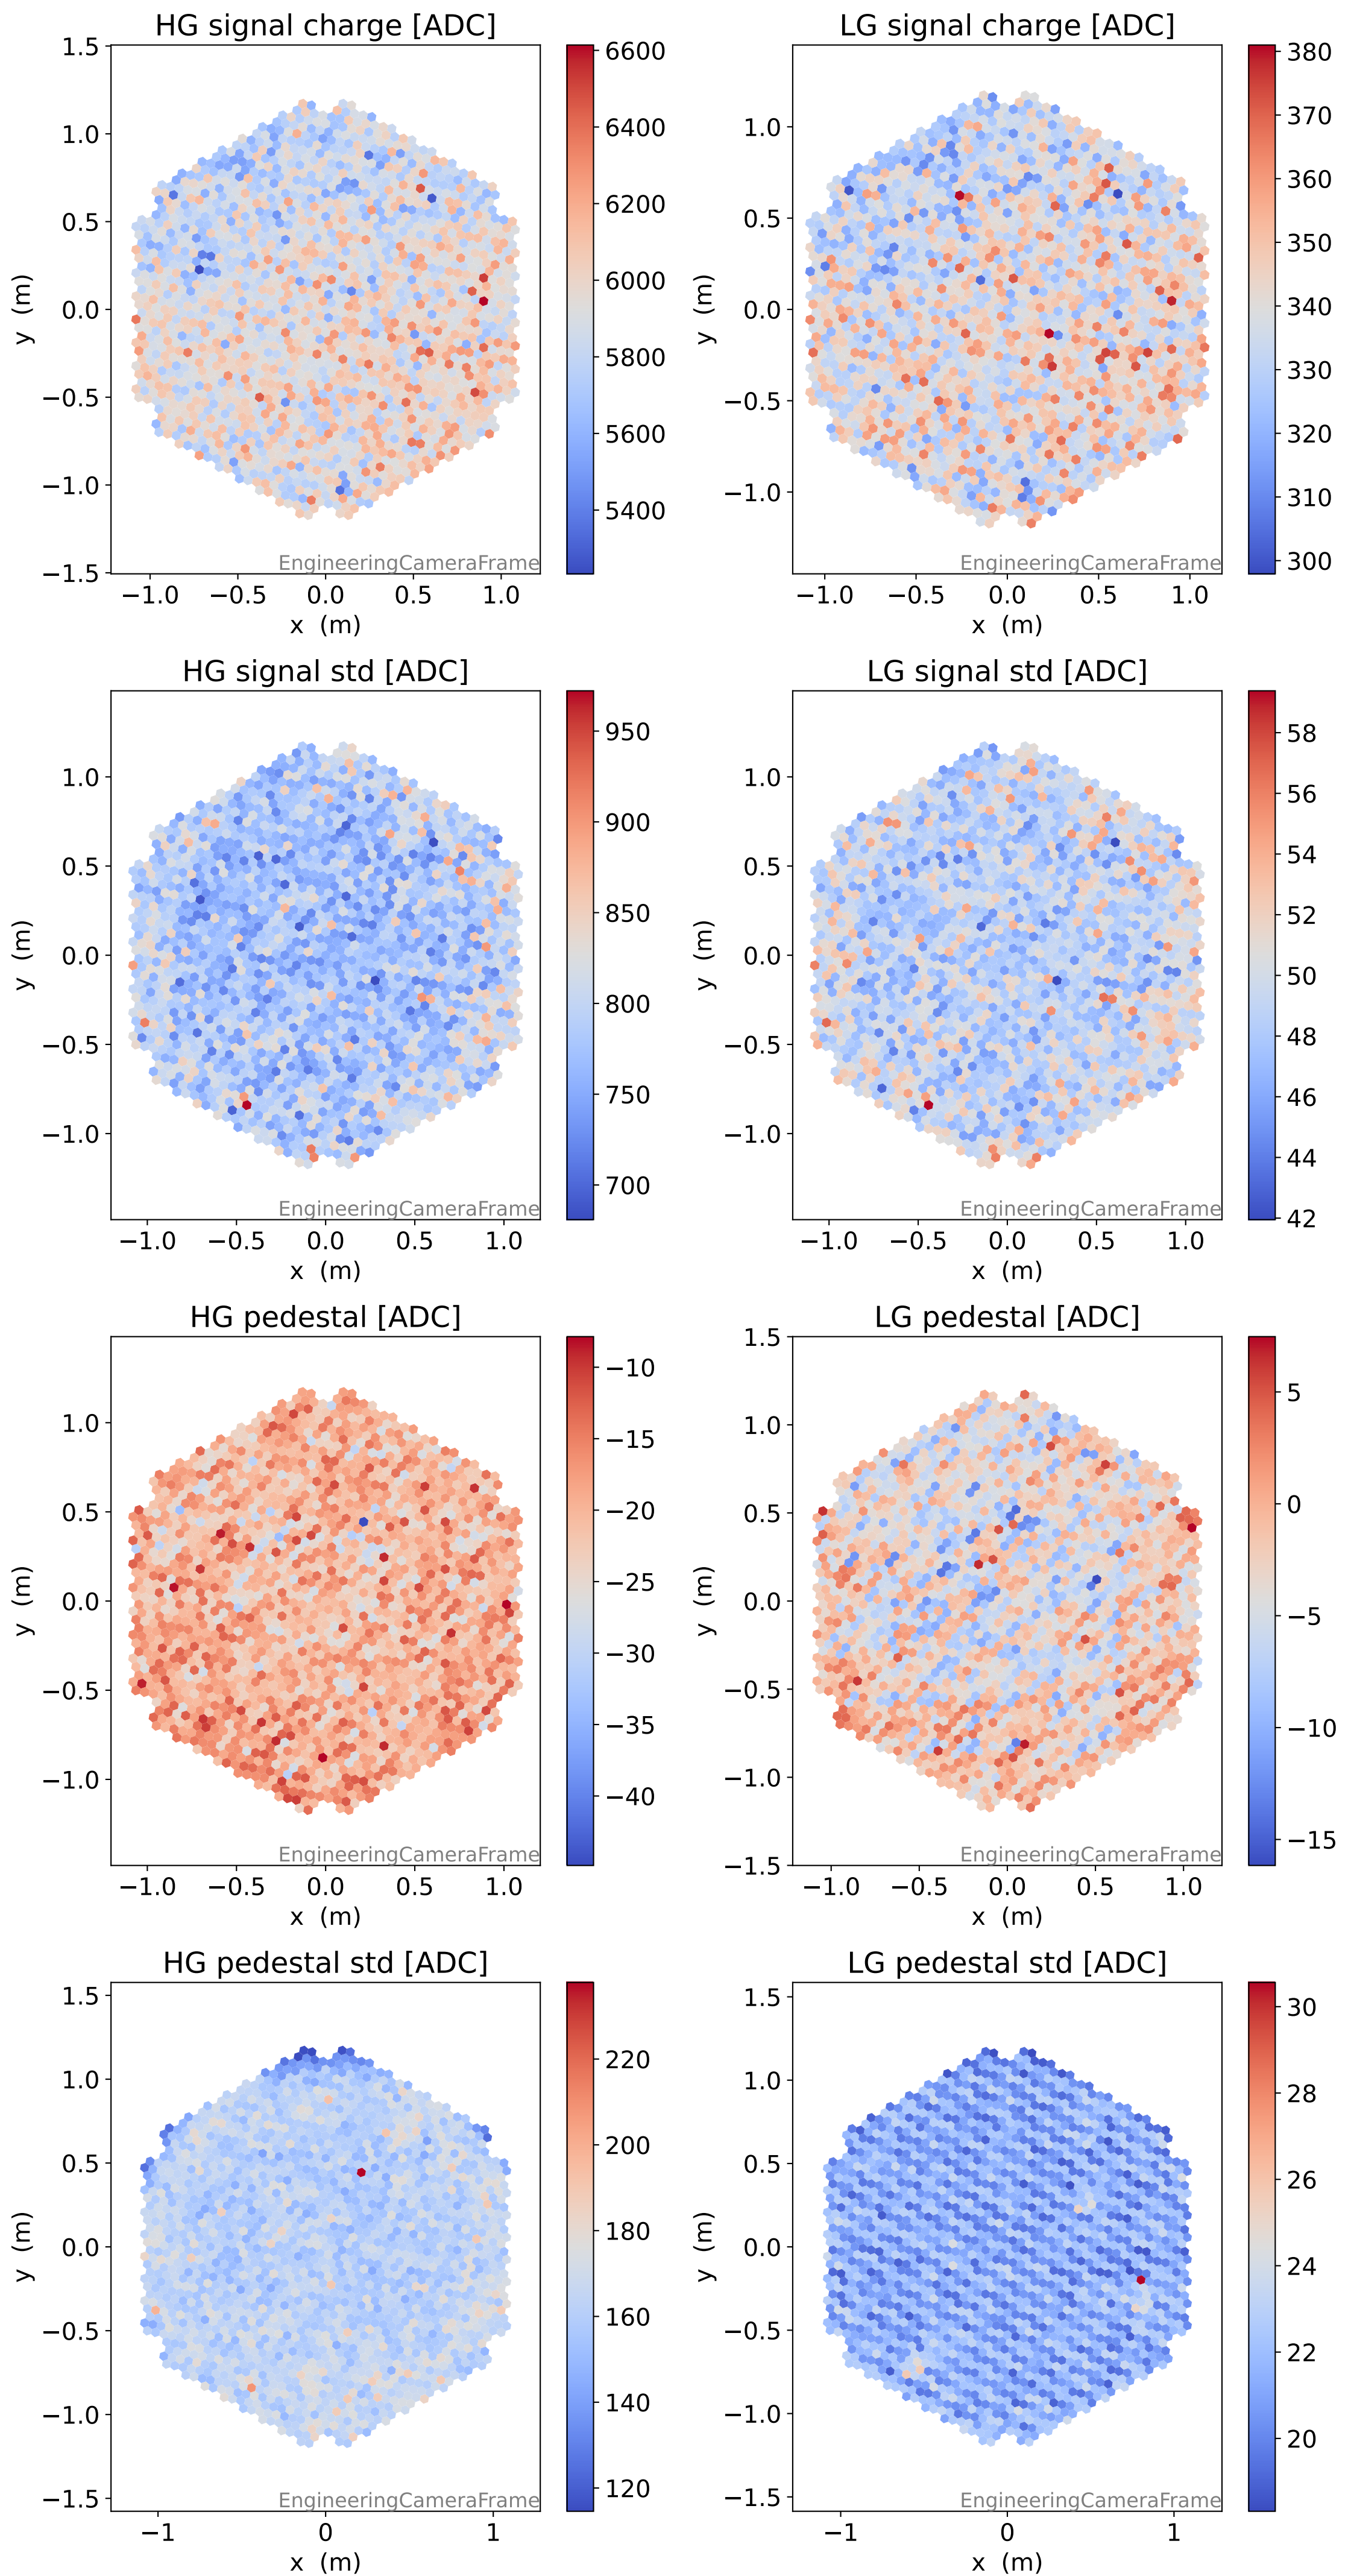 HG signal charge [ADC]
1.5
1.0
0.5
0.0
−0.5
−1.0
−1.5
y (m)
−1.0 −0.5 0.0 0.5 1.0
x (m)
EngineeringCameraFrame
6600
6400
6200
6000
5800
5600
5400
LG signal charge [ADC]
1.0
0.5
0.0
−0.5
−1.0
y (m)
−1.0 −0.5 0.0 0.5 1.0
x (m)
EngineeringCameraFrame
380
370
360
350
340
330
320
310
300
HG signal std [ADC]
1.0
0.5
0.0
−0.5
−1.0
y (m)
−1.0 −0.5 0.0 0.5 1.0
x (m)
EngineeringCameraFrame
950
900
850
800
750
700
LG signal std [ADC]
1.0
0.5
0.0
−0.5
−1.0
y (m)
−1.0 −0.5 0.0 0.5 1.0
x (m)
EngineeringCameraFrame
58
56
54
52
50
48
46
44
42
HG pedestal [ADC]
1.0
0.5
0.0
−0.5
−1.0
y (m)
−1.0 −0.5 0.0 0.5 1.0
x (m)
EngineeringCameraFrame
−10
−15
−20
−25
−30
−35
−40
LG pedestal [ADC]
1.5
1.0
0.5
0.0
−0.5
−1.0
−1.5
y (m)
−1.0 −0.5 0.0 0.5 1.0
x (m)
EngineeringCameraFrame
5
0
−5
−10
−15
HG pedestal std [ADC]
1.5
1.0
0.5
0.0
−0.5
−1.0
−1.5
y (m)
−1 0 1
x (m)
EngineeringCameraFrame
220
200
180
160
140
120
LG pedestal std [ADC]
1.5
1.0
0.5
0.0
−0.5
−1.0
−1.5
y (m)
−1 0 1
x (m)
EngineeringCameraFrame
30
28
26
24
22
20